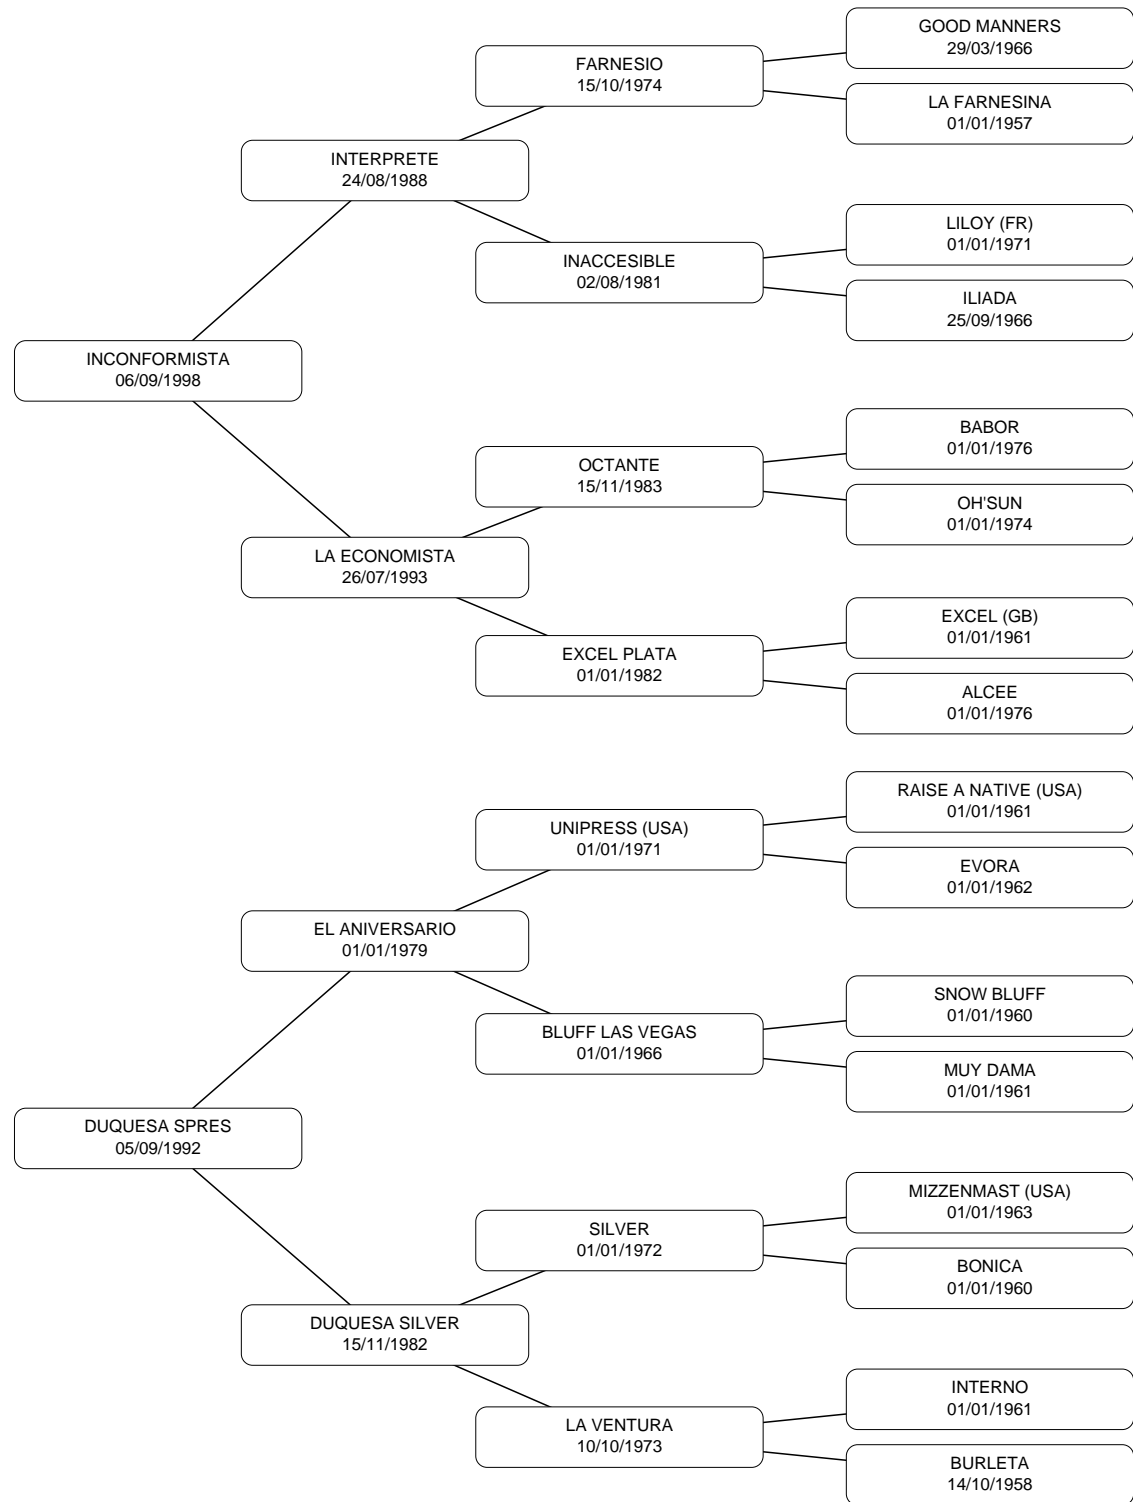 GOOD MANNERS
29/03/1966
FARNESIO
15/10/1974
LA FARNESINA
01/01/1957
INTERPRETE
24/08/1988
LILOY (FR)
01/01/1971
INACCESIBLE
02/08/1981
ILIADA
25/09/1966
INCONFORMISTA
06/09/1998
BABOR
01/01/1976
OCTANTE
15/11/1983
OH'SUN
01/01/1974
LA ECONOMISTA
26/07/1993
EXCEL (GB)
01/01/1961
EXCEL PLATA
01/01/1982
ALCEE
01/01/1976
RAISE A NATIVE (USA)
01/01/1961
UNIPRESS (USA)
01/01/1971
EVORA
01/01/1962
EL ANIVERSARIO
01/01/1979
SNOW BLUFF
01/01/1960
BLUFF LAS VEGAS
01/01/1966
MUY DAMA
01/01/1961
DUQUESA SPRES
05/09/1992
MIZZENMAST (USA)
01/01/1963
SILVER
01/01/1972
BONICA
01/01/1960
DUQUESA SILVER
15/11/1982
INTERNO
01/01/1961
LA VENTURA
10/10/1973
BURLETA
14/10/1958